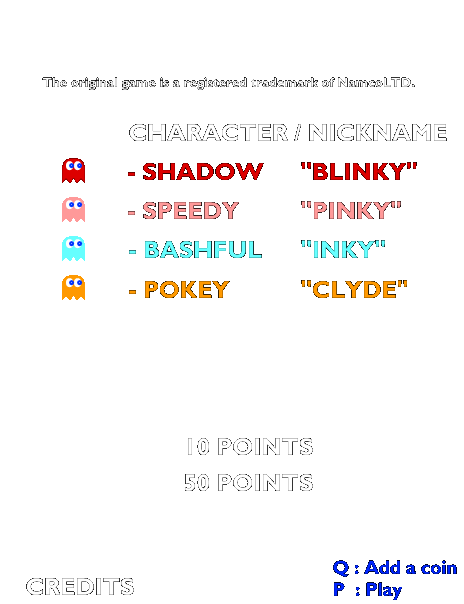 The original game is a registered trademark of NamcoLTD.
CHARACTER / NICKNAME
- SHADOW "BLINKY"
- SPEEDY "PINKY"
- BASHFUL "INKY"
- POKEY "CLYDE"
10 POINTS
50 POINTS
Q : Add a coin
CREDITS
P : Play